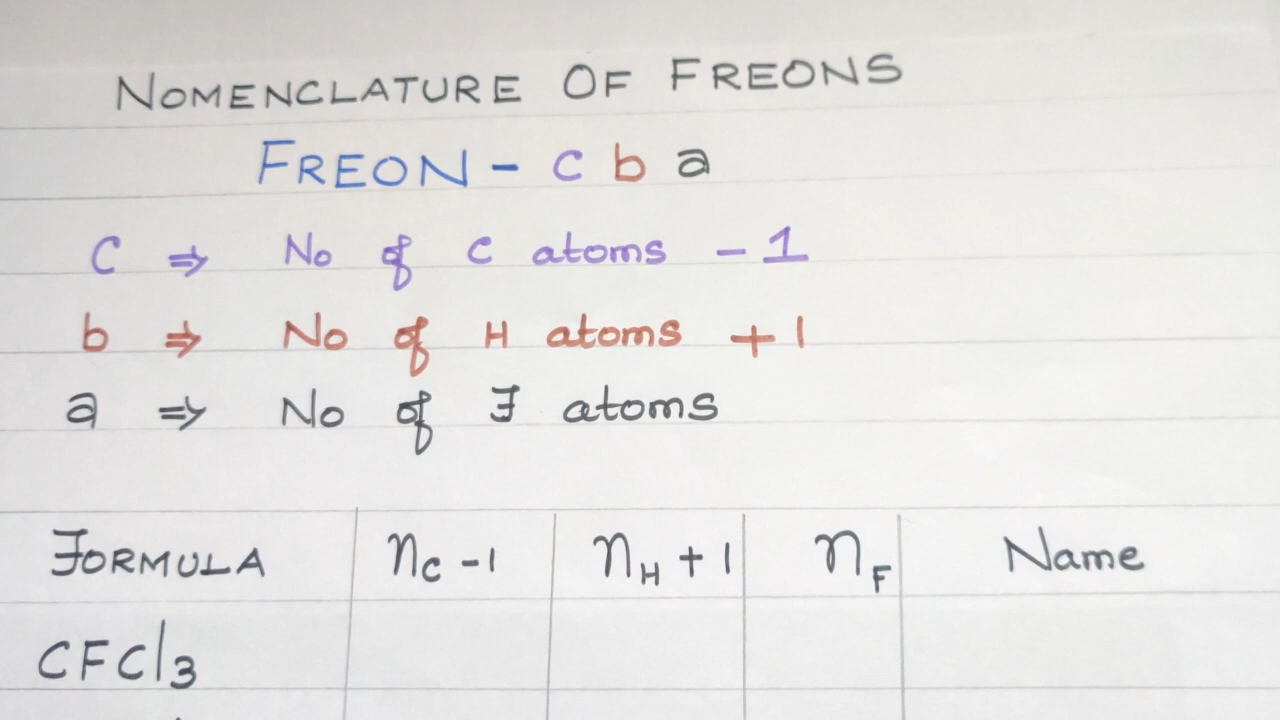 NOMENCLATURE OF FREONS
FREON - c b a
C ⇒ No of C atoms - 1
b ⇒ No of H atoms + 1
a ⇒ No of F atoms
FORMULA nC -1 nH + 1 nF Name
CFCl3